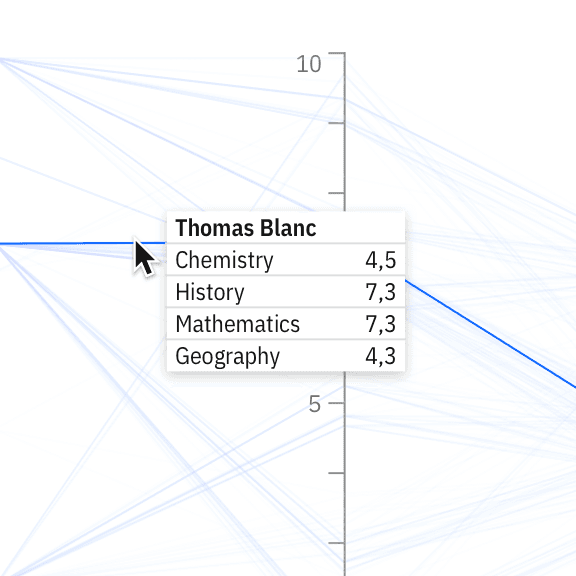 10
Thomas Blanc
Chemistry 4,5
History 7,3
Mathematics 7,3
Geography 4,3
5